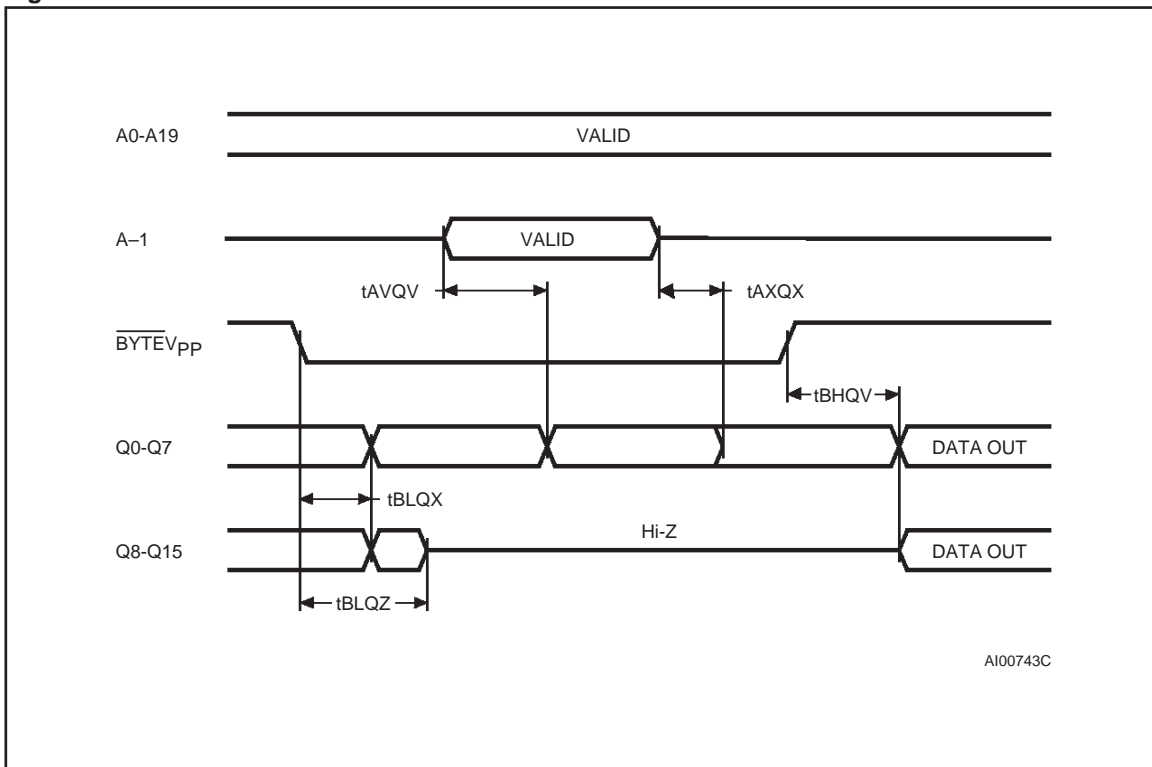 A0-A19 VALID
A–1 VALID
tAVQV tAXQX
BYTEVPP
tBHQV
Q0-Q7 DATA OUT
tBLQX
Hi-Z
Q8-Q15 DATA OUT
tBLQZ
AI00743C